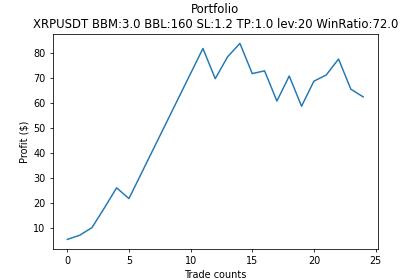 Portfolio
XRPUSDT BBM:3.0 BBL:160 SL:1.2 TP:1.0 lev:20 WinRatio:72.0
80
70
60
50
40
30
20
10
Profit ($)
0 5 10 15 20 25
Trade counts